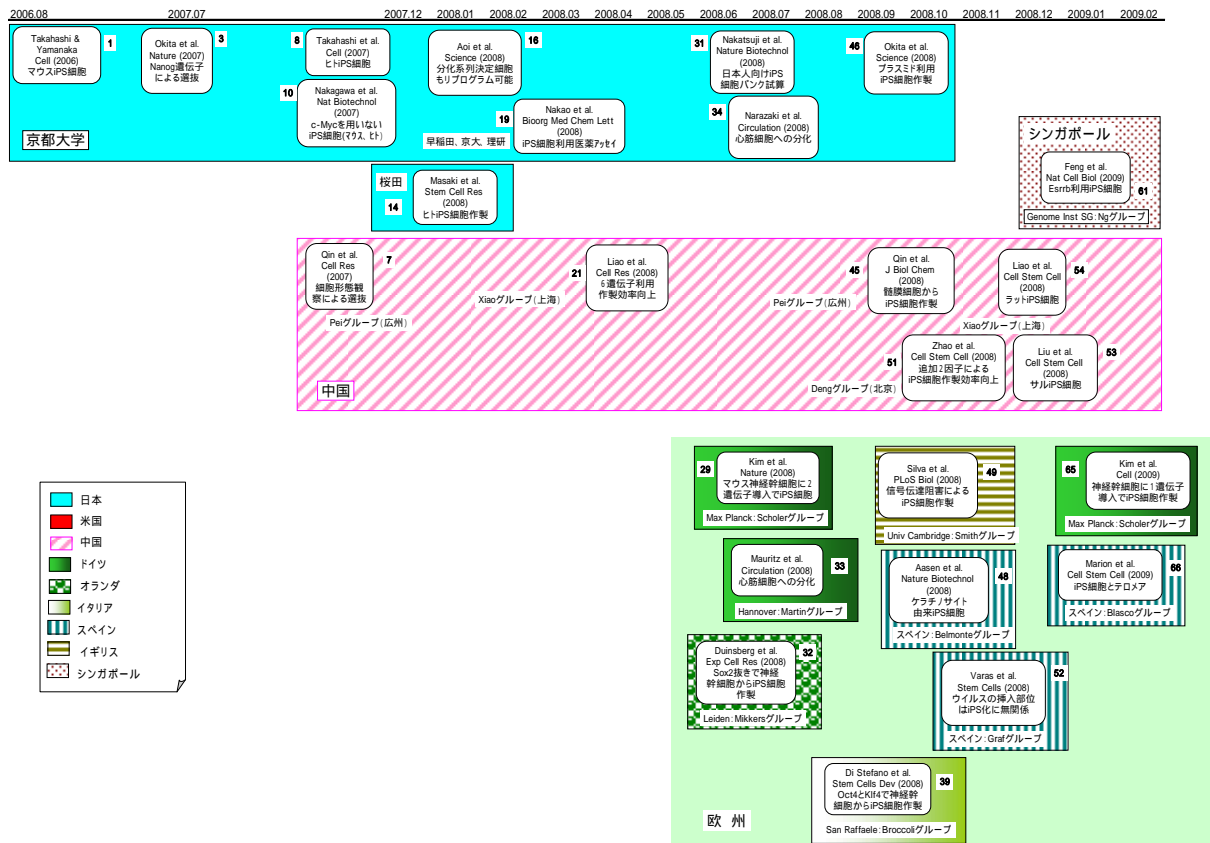 2006.08 2007.07 2007.12 2008.01 2008.02 2008.03 2008.04 2008.05 2008.06 2008.07 2008.08 2008.09 2008.10 2008.11 2008.12 2009.01 2009.02
Takahashi &
Yamanaka
Cell (2006)
マウスiPS細胞
1
Okita et al.
Nature (2007)
Nanog遺伝子
による選抜
3
8
Takahashi et al.
Cell (2007)
ヒトiPS細胞
10
Nakagawa et al.
Nat Biotechnol
(2007)
c-Mycを用いない
iPS細胞(マウス、ヒト)
Aoi et al.
Science (2008)
分化系列決定細胞
もリプログラム可能
16
19
Nakao et al.
Bioorg Med Chem Lett
(2008)
iPS細胞利用医薬アッセイ
早稲田、京大、理研
31
Nakatsuji et al.
Nature Biotechnol
(2008)
日本人向けiPS
細胞バンク試算
34
Narazaki et al.
Circulation (2008)
心筋細胞への分化
46
Okita et al.
Science (2008)
プラスミド利用
iPS細胞作製
京都大学
桜田
14
Masaki et al.
Stem Cell Res
(2008)
ヒトiPS細胞作製
シンガポール
Feng et al.
Nat Cell Biol (2009)
Esrrb利用iPS細胞
61
Genome Inst SG:Ngグループ
Qin et al.
Cell Res
(2007)
細胞形態観
察による選抜
7
Peiグループ(広州)
21
Liao et al.
Cell Res (2008)
6遺伝子利用
作製効率向上
Xiaoグループ(上海)
45
Qin et al.
J Biol Chem
(2008)
髄膜細胞から
iPS細胞作製
Peiグループ(広州)
Liao et al.
Cell Stem Cell
(2008)
ラットiPS細胞
54
Xiaoグループ(上海)
51
Zhao et al.
Cell Stem Cell (2008)
追加2因子による
iPS細胞作製効率向上
Dengグループ(北京)
Liu et al.
Cell Stem Cell
(2008)
サルiPS細胞
53
中国
日本
米国
中国
ドイツ
オランダ
イタリア
スペイン
イギリス
シンガポール
29
Kim et al.
Nature (2008)
マウス神経幹細胞に2
遺伝子導入でiPS細胞
Max Planck:Scholerグループ
Silva et al.
PLoS Biol (2008)
信号伝達阻害による
iPS細胞作製
49
Univ Cambridge:Smithグループ
65
Kim et al.
Cell (2009)
神経幹細胞に1遺伝子
導入でiPS細胞作製
Max Planck:Scholerグループ
Mauritz et al.
Circulation (2008)
心筋細胞への分化
33
Hannover:Martinグループ
Aasen et al.
Nature Biotechnol
(2008)
ケラチノサイト
由来iPS細胞
48
スペイン:Belmonteグループ
Marion et al.
Cell Stem Cell (2009)
iPS細胞とテロメア
66
スペイン:Blascoグループ
Duinsberg et al.
Exp Cell Res (2008)
Sox2抜きで神経
幹細胞からiPS細胞
作製
32
Leiden:Mikkersグループ
Varas et al.
Stem Cells (2008)
ウイルスの挿入部位
はiPS化に無関係
52
スペイン:Grafグループ
Di Stefano et al.
Stem Cells Dev (2008)
Oct4とKlf4で神経幹
細胞からiPS細胞作製
39
San Raffaele:Broccoliグループ
欧 州